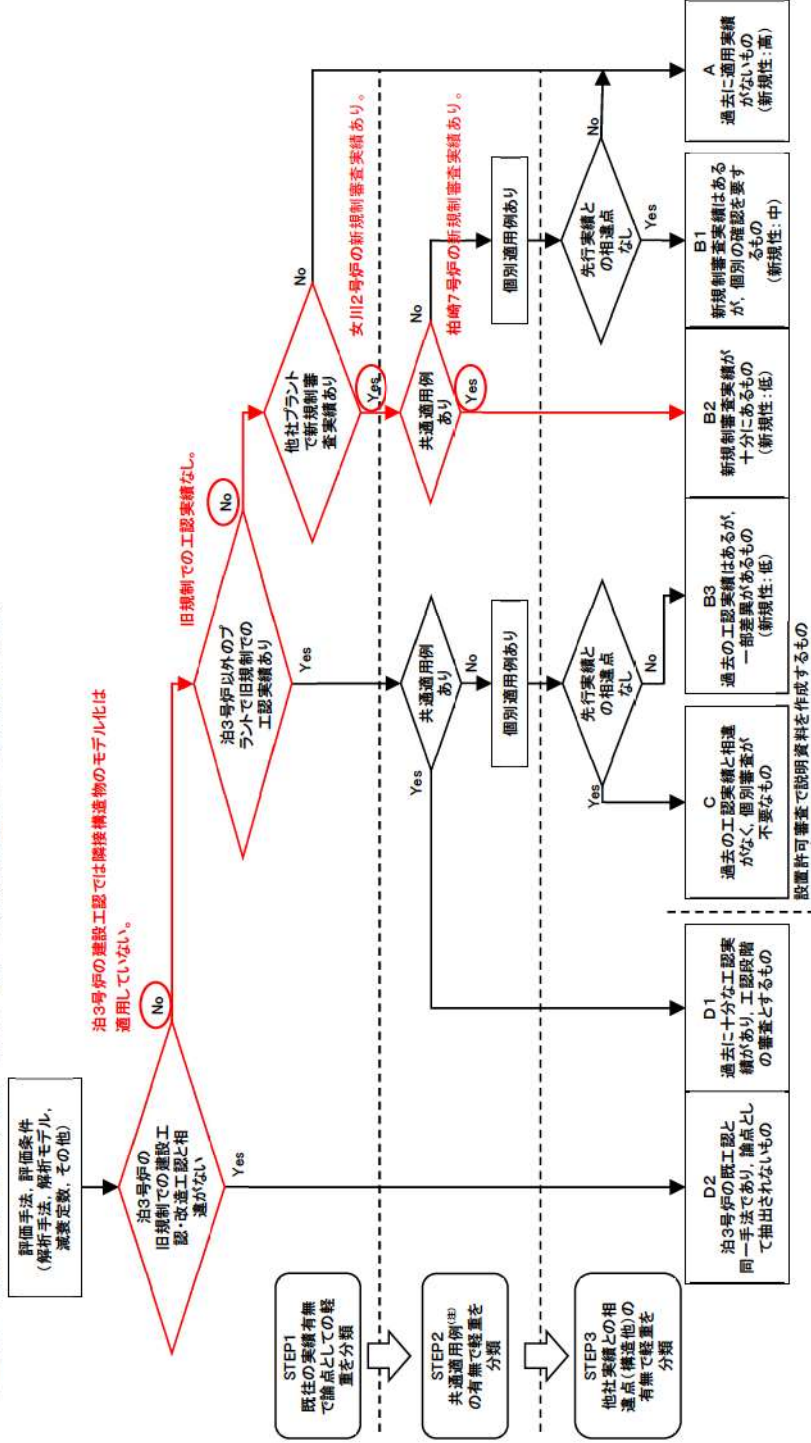 評価手法，評価条件
（解析手法，解析モデル，
減衰定数，その他）
泊3号炉の
旧規制での建設工
認・改造工認と相
違がない
No
Yes
泊3号炉の建設工認では隣接構造物のモデル化は
適用していない。
泊3号炉以外のプ
ラントで旧規制での
工認実績あり
No
Yes
旧規制での工認実績なし。
他社プラント
で新規制審
査実績あり
No
Yes
女川2号炉の新規制審査実績あり。
STEP1
既往の実績有無
で論点としての軽
重を分類
STEP2
共通適用例(注)
の有無で軽重を
分類
STEP3
他社実績との相
違点（構造他）の
有無で軽重を
分類
共通適用例
あり
Yes
No
個別適用例あり
先行実績と
の相違点
なし
Yes
No
共通適用例
あり
No
Yes
柏崎7号炉の新規制審査実績あり。
個別適用例あり
先行実績と
の相違点
なし
No
Yes
D2
泊3号炉の既工認と
同一手法であり，論点とし
て抽出されないもの
D1
過去に十分な工認実
績があり，工認段階
の審査とするもの
C
過去の工認実績と相違
がなく，個別審査が
不要なもの
B3
過去の工認実績はあるが，
一部差異があるもの
（新規性：低）
B2
新規制審査実績が
十分にあるもの
（新規性：低）
B1
新規制審査実績はある
が，個別の確認を要す
るもの
（新規性：中）
A
過去に適用実績
がないもの
（新規性：高）
設置許可審査で説明資料を作成するもの